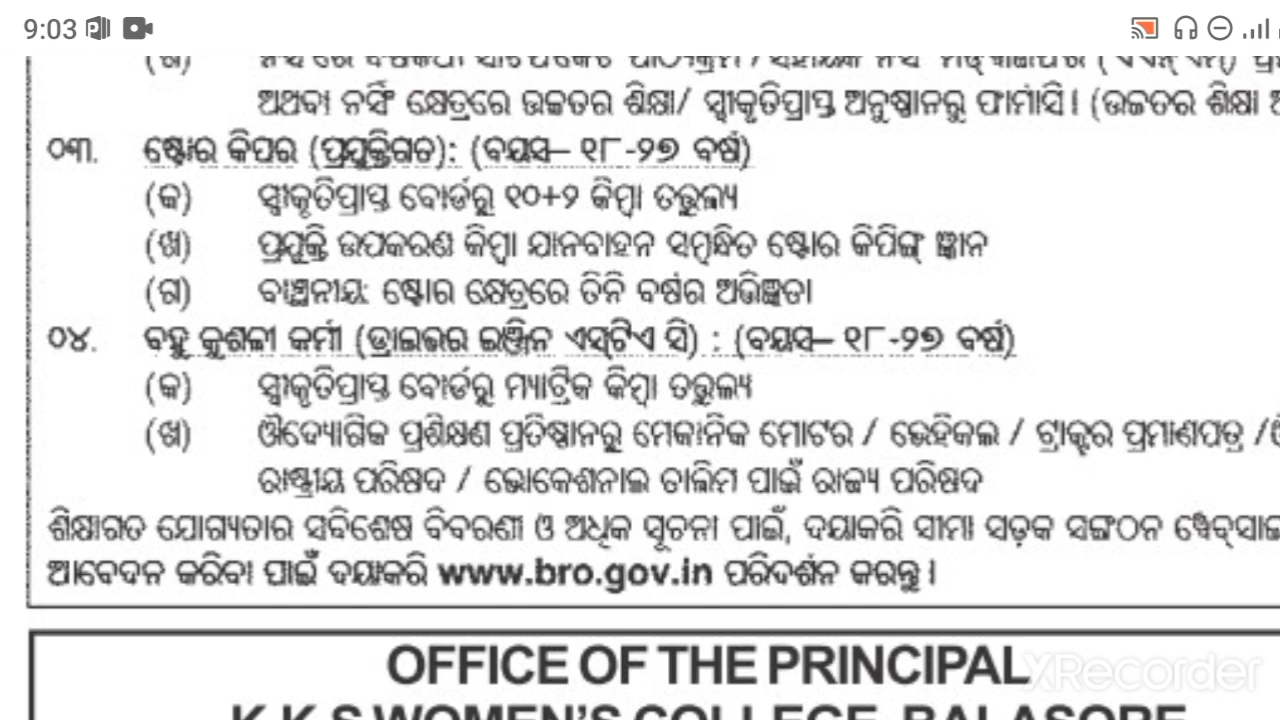 9:03
ଅଥବା ନର୍ସିଂ କ୍ଷେତ୍ରରେ ଉଚ୍ଚତର ଶିକ୍ଷା/ ସ୍ୱୀକୃତିପ୍ରାପ୍ତ ଅନୁଷ୍ଠାନରୁ ଫାର୍ମାସି। (ଉଚ୍ଚତର ଶିକ୍ଷା
୦୩. ଷ୍ଟୋର କିପର (ପ୍ରଯୁକ୍ତିଗତ): (ବୟସ– ୧୮-୨୭ ବର୍ଷ)
(କ) ସ୍ୱୀକୃତିପ୍ରାପ୍ତ ବୋର୍ଡରୁ ୧୦+୨ କିମ୍ବା ତତ୍ତୁଲ୍ୟ
(ଖ) ପ୍ରଯୁକ୍ତି ଉପକରଣ କିମ୍ବା ଯାନବାହନ ସମ୍ବନ୍ଧିତ ଷ୍ଟୋର କିପିଙ୍ଗ୍ ଜ୍ଞାନ
(ଗ) ବାଞ୍ଛନୀୟ: ଷ୍ଟୋର କ୍ଷେତ୍ରରେ ତିନି ବର୍ଷର ଅଭିଜ୍ଞତା
୦୪. ବହୁ କୁଶଳୀ କର୍ମୀ (ଡ୍ରାଇଭର ଇଞ୍ଜିନ ଏସ୍‌ଟିଏ ସି) : (ବୟସ– ୧୮-୨୭ ବର୍ଷ)
(କ) ସ୍ୱୀକୃତିପ୍ରାପ୍ତ ବୋର୍ଡରୁ ମ୍ୟାଟ୍ରିକ କିମ୍ବା ତତ୍ତୁଲ୍ୟ
(ଖ) ଔଦ୍ୟୋଗିକ ପ୍ରଶିକ୍ଷଣ ପ୍ରତିଷ୍ଠାନରୁ ମେକାନିକ ମୋଟର / ଭେହିକଲ / ଟ୍ରାକ୍ଟର ପ୍ରମାଣପତ୍ର /
ରାଷ୍ଟ୍ରୀୟ ପରିଷଦ / ଭୋକେଶନାଲ ତାଲିମ ପାଇଁ ରାଜ୍ୟ ପରିଷଦ
ଶିକ୍ଷାଗତ ଯୋଗ୍ୟତାର ସବିଶେଷ ବିବରଣୀ ଓ ଅଧିକ ସୂଚନା ପାଇଁ, ଦୟାକରି ସୀମା ସଡ଼କ ସଙ୍ଗଠନ
ଆବେଦନ କରିବା ପାଇଁ ଦୟାକରି www.bro.gov.in ପରିଦର୍ଶନ କରନ୍ତୁ।
OFFICE OF THE PRINCIPAL
XRecorder
K.K.S WOMEN'S COLLEGE, BALASORE